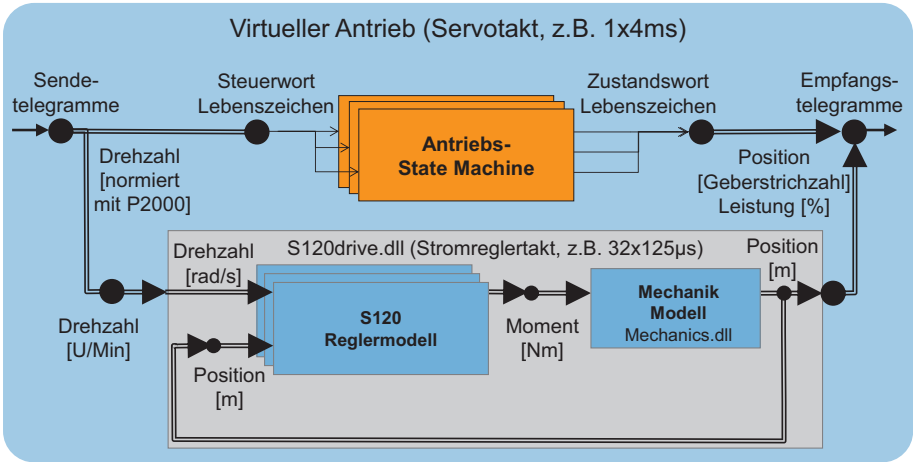 Virtueller Antrieb (Servotakt, z.B. 1x4ms)
Sende-
telegramme
Steuerwort
Lebenszeichen
Zustandswort
Lebenszeichen
Empfangs-
telegramme
Antriebs-
State Machine
Drehzahl
[normiert
mit P2000]
Position
[Geberstrichzahl]
Leistung [%]
S120drive.dll (Stromreglertakt, z.B. 32x125µs)
Drehzahl
[rad/s]
Position
[m]
Drehzahl
[U/Min]
S120
Reglermodell
Moment
[Nm]
Mechanik
Modell
Mechanics.dll
Position
[m]